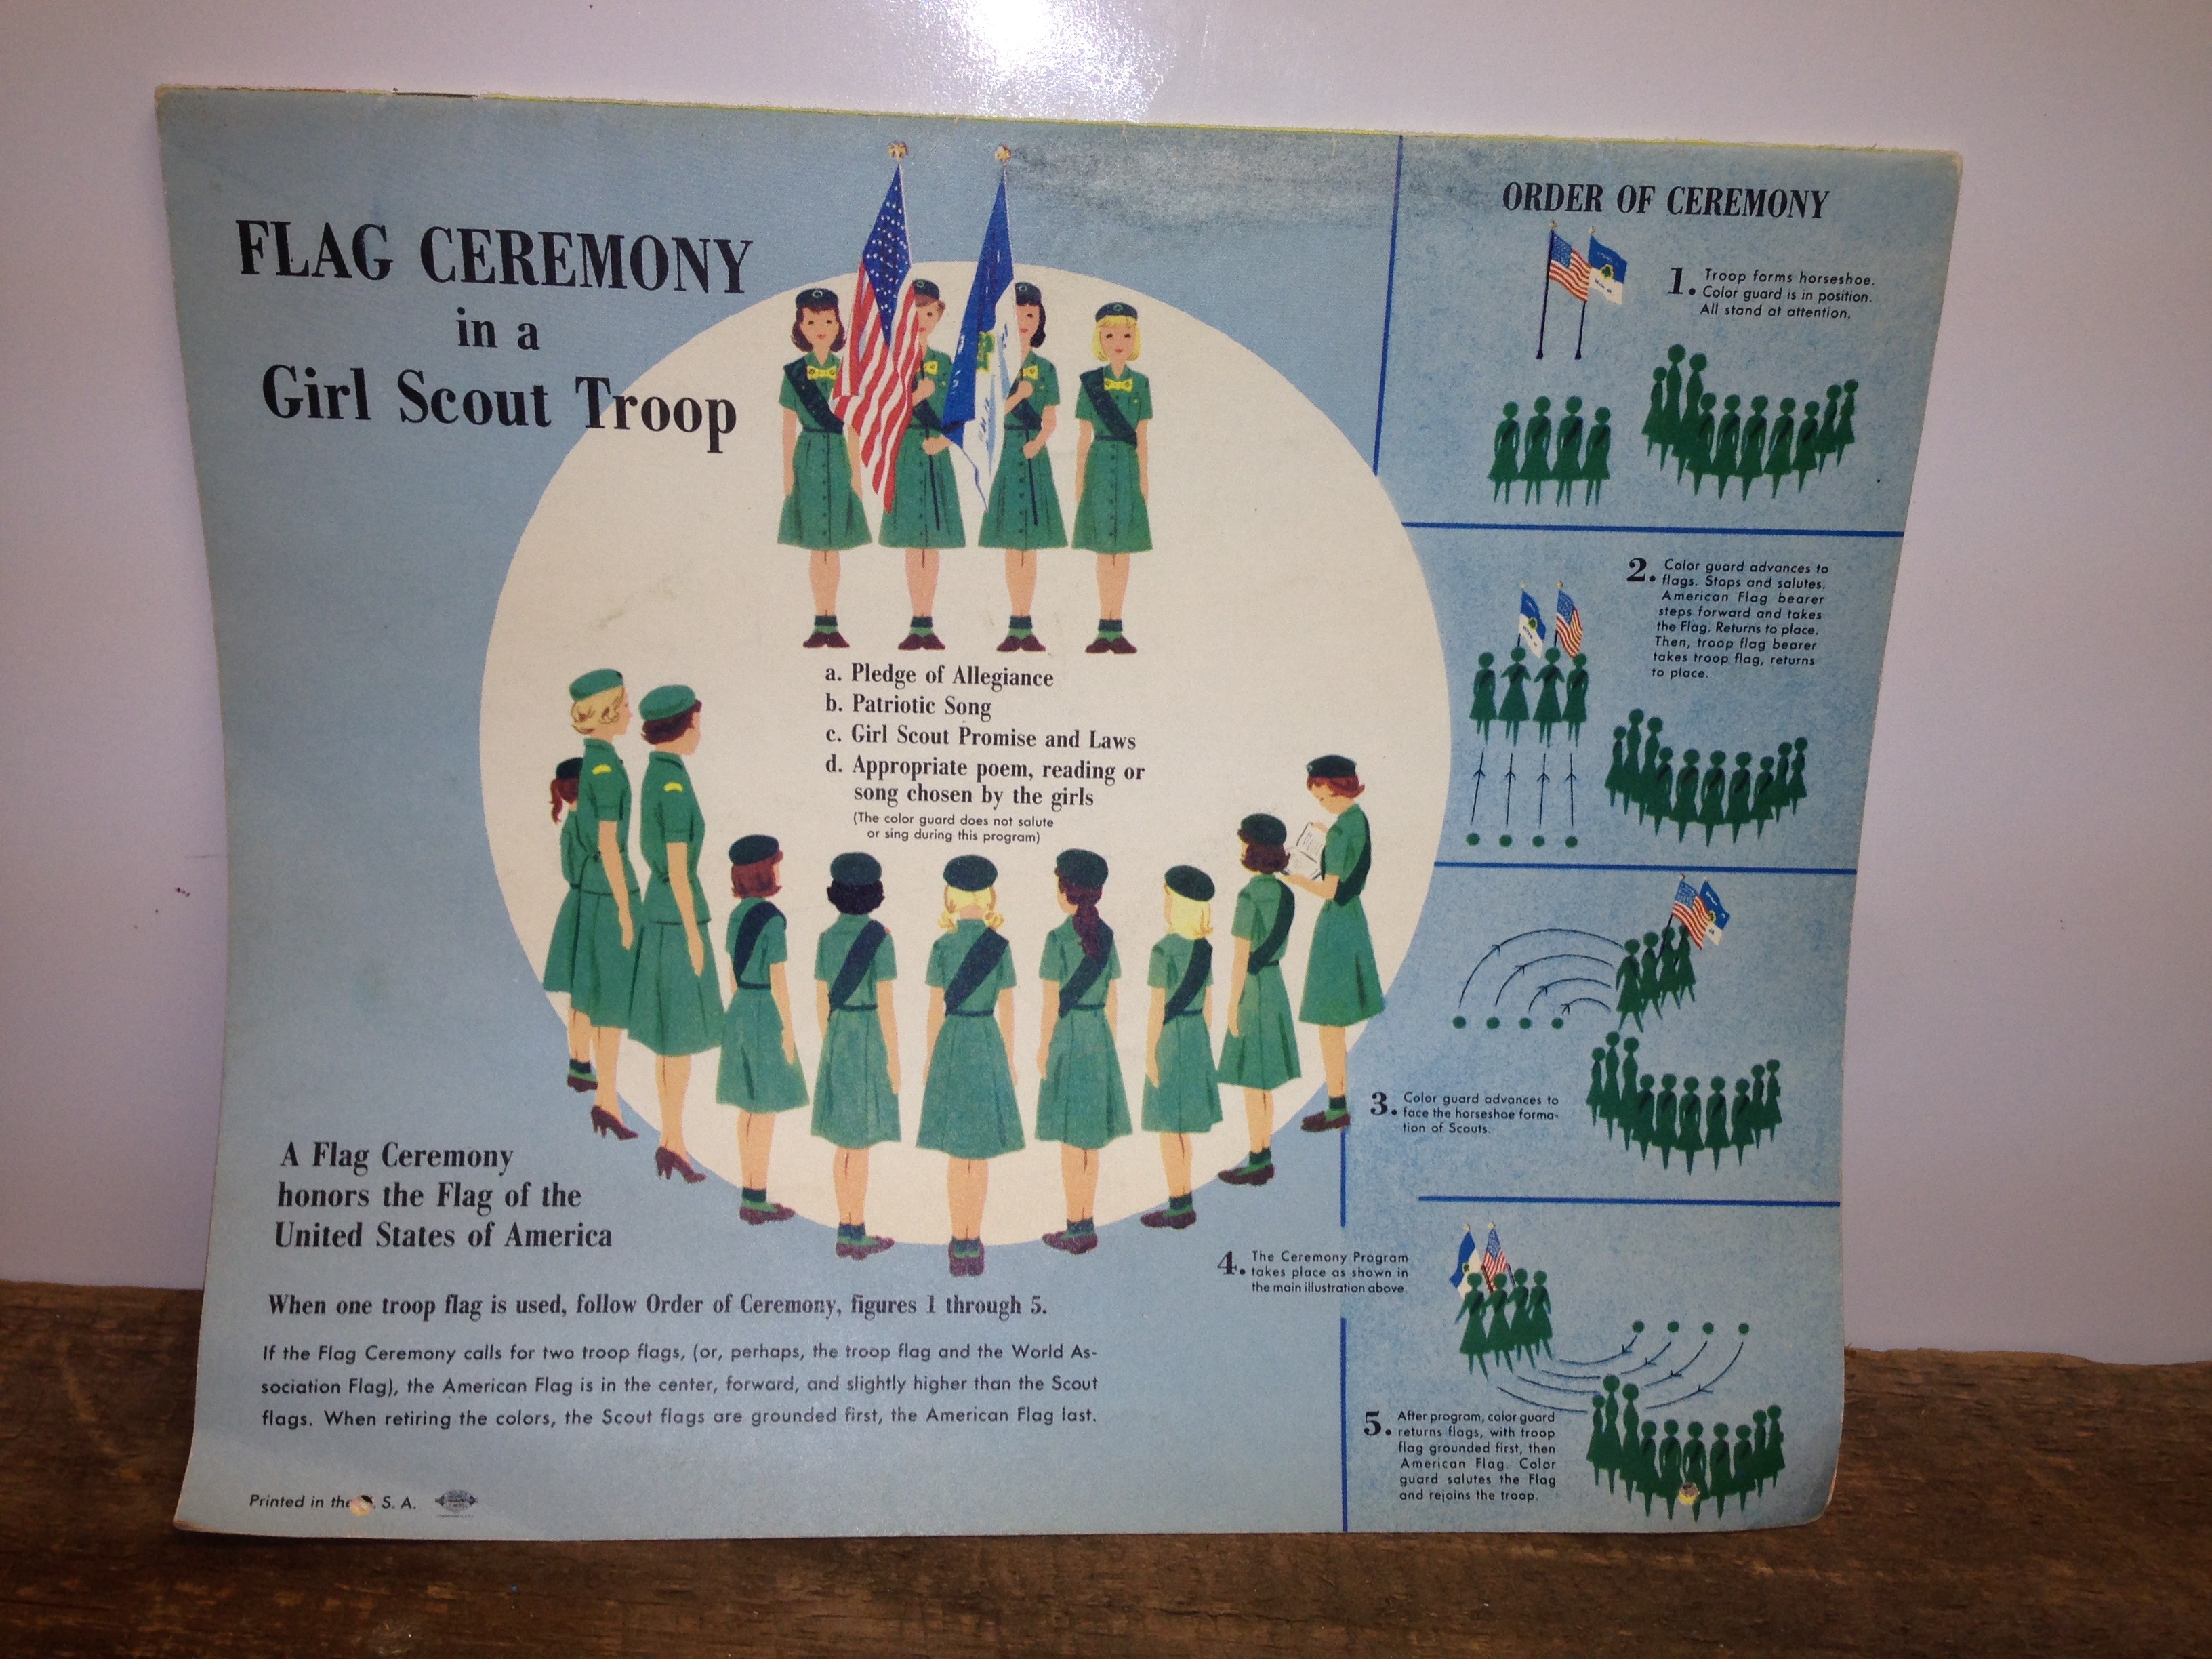 FLAG CEREMONY
in a
Girl Scout Troop
a. Pledge of Allegiance
b. Patriotic Song
c. Girl Scout Promise and Laws
d. Appropriate poem, reading or
song chosen by the girls
(The color guard does not salute
or sing during this program)
A Flag Ceremony
honors the Flag of the
United States of America
When one troop flag is used, follow Order of Ceremony, figures 1 through 5.
If the Flag Ceremony calls for two troop flags, (or, perhaps, the troop flag and the World As-
sociation Flag), the American Flag is in the center, forward, and slightly higher than the Scout
flags. When retiring the colors, the Scout flags are grounded first, the American Flag last.
Printed in the S. A.
ORDER OF CEREMONY
1. Troop forms horseshoe.
Color guard is in position.
All stand at attention.
2. Color guard advances to
flags. Stops and salutes.
American Flag bearer
steps forward and takes
the Flag. Returns to place.
Then, troop flag bearer
takes troop flag, returns
to place.
3. Color guard advances to
face the horseshoe forma-
tion of Scouts.
4. The Ceremony Program
takes place as shown in
the main illustration above.
5. After program, color guard
returns flags, with troop
flag grounded first, then
American Flag. Color
guard salutes the Flag
and rejoins the troop.